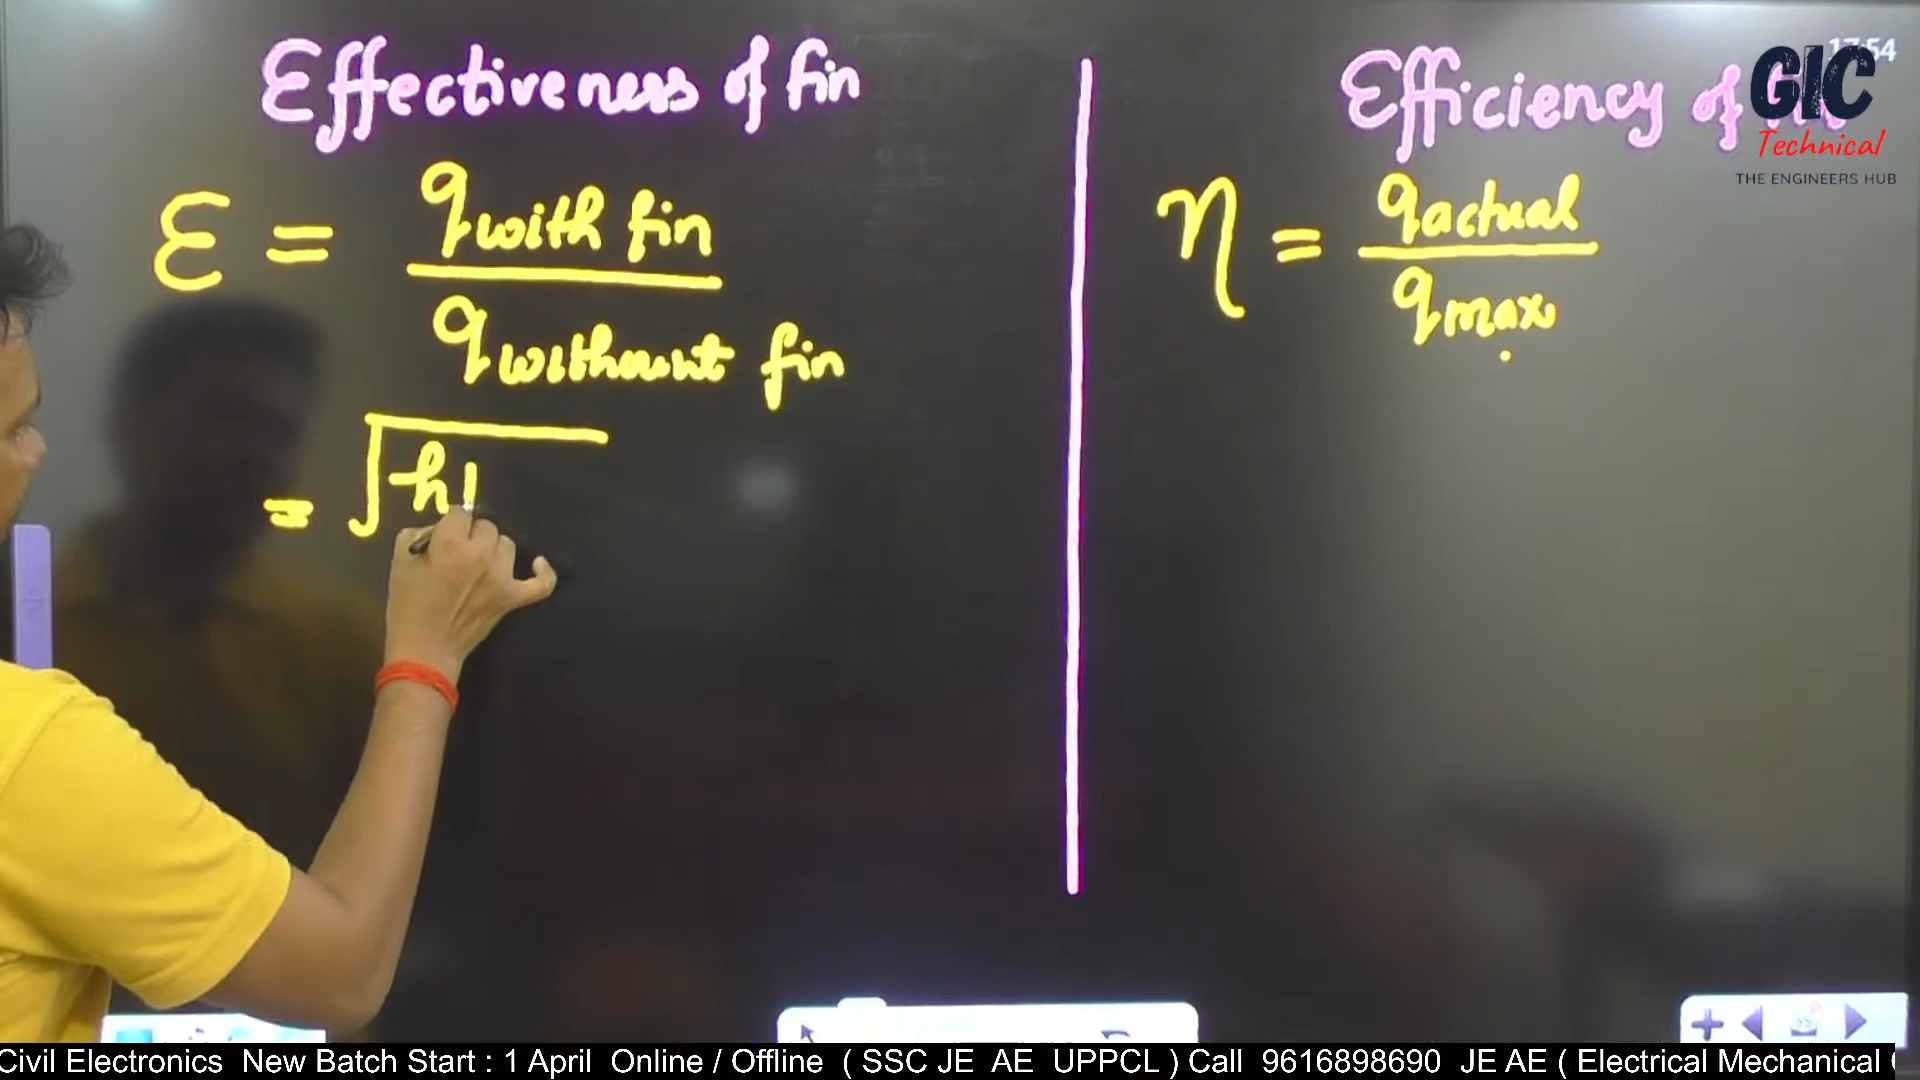 Effectiveness of fin
ε = q with fin / q without fin
= √h
Efficiency of
η = q actual / q max.
17:54
GIC
Technical
THE ENGINEERS HUB
Civil Electronics New Batch Start : 1 April Online / Offline ( SSC JE AE UPPCL ) Call 9616898690 JE AE ( Electrical Mechanical